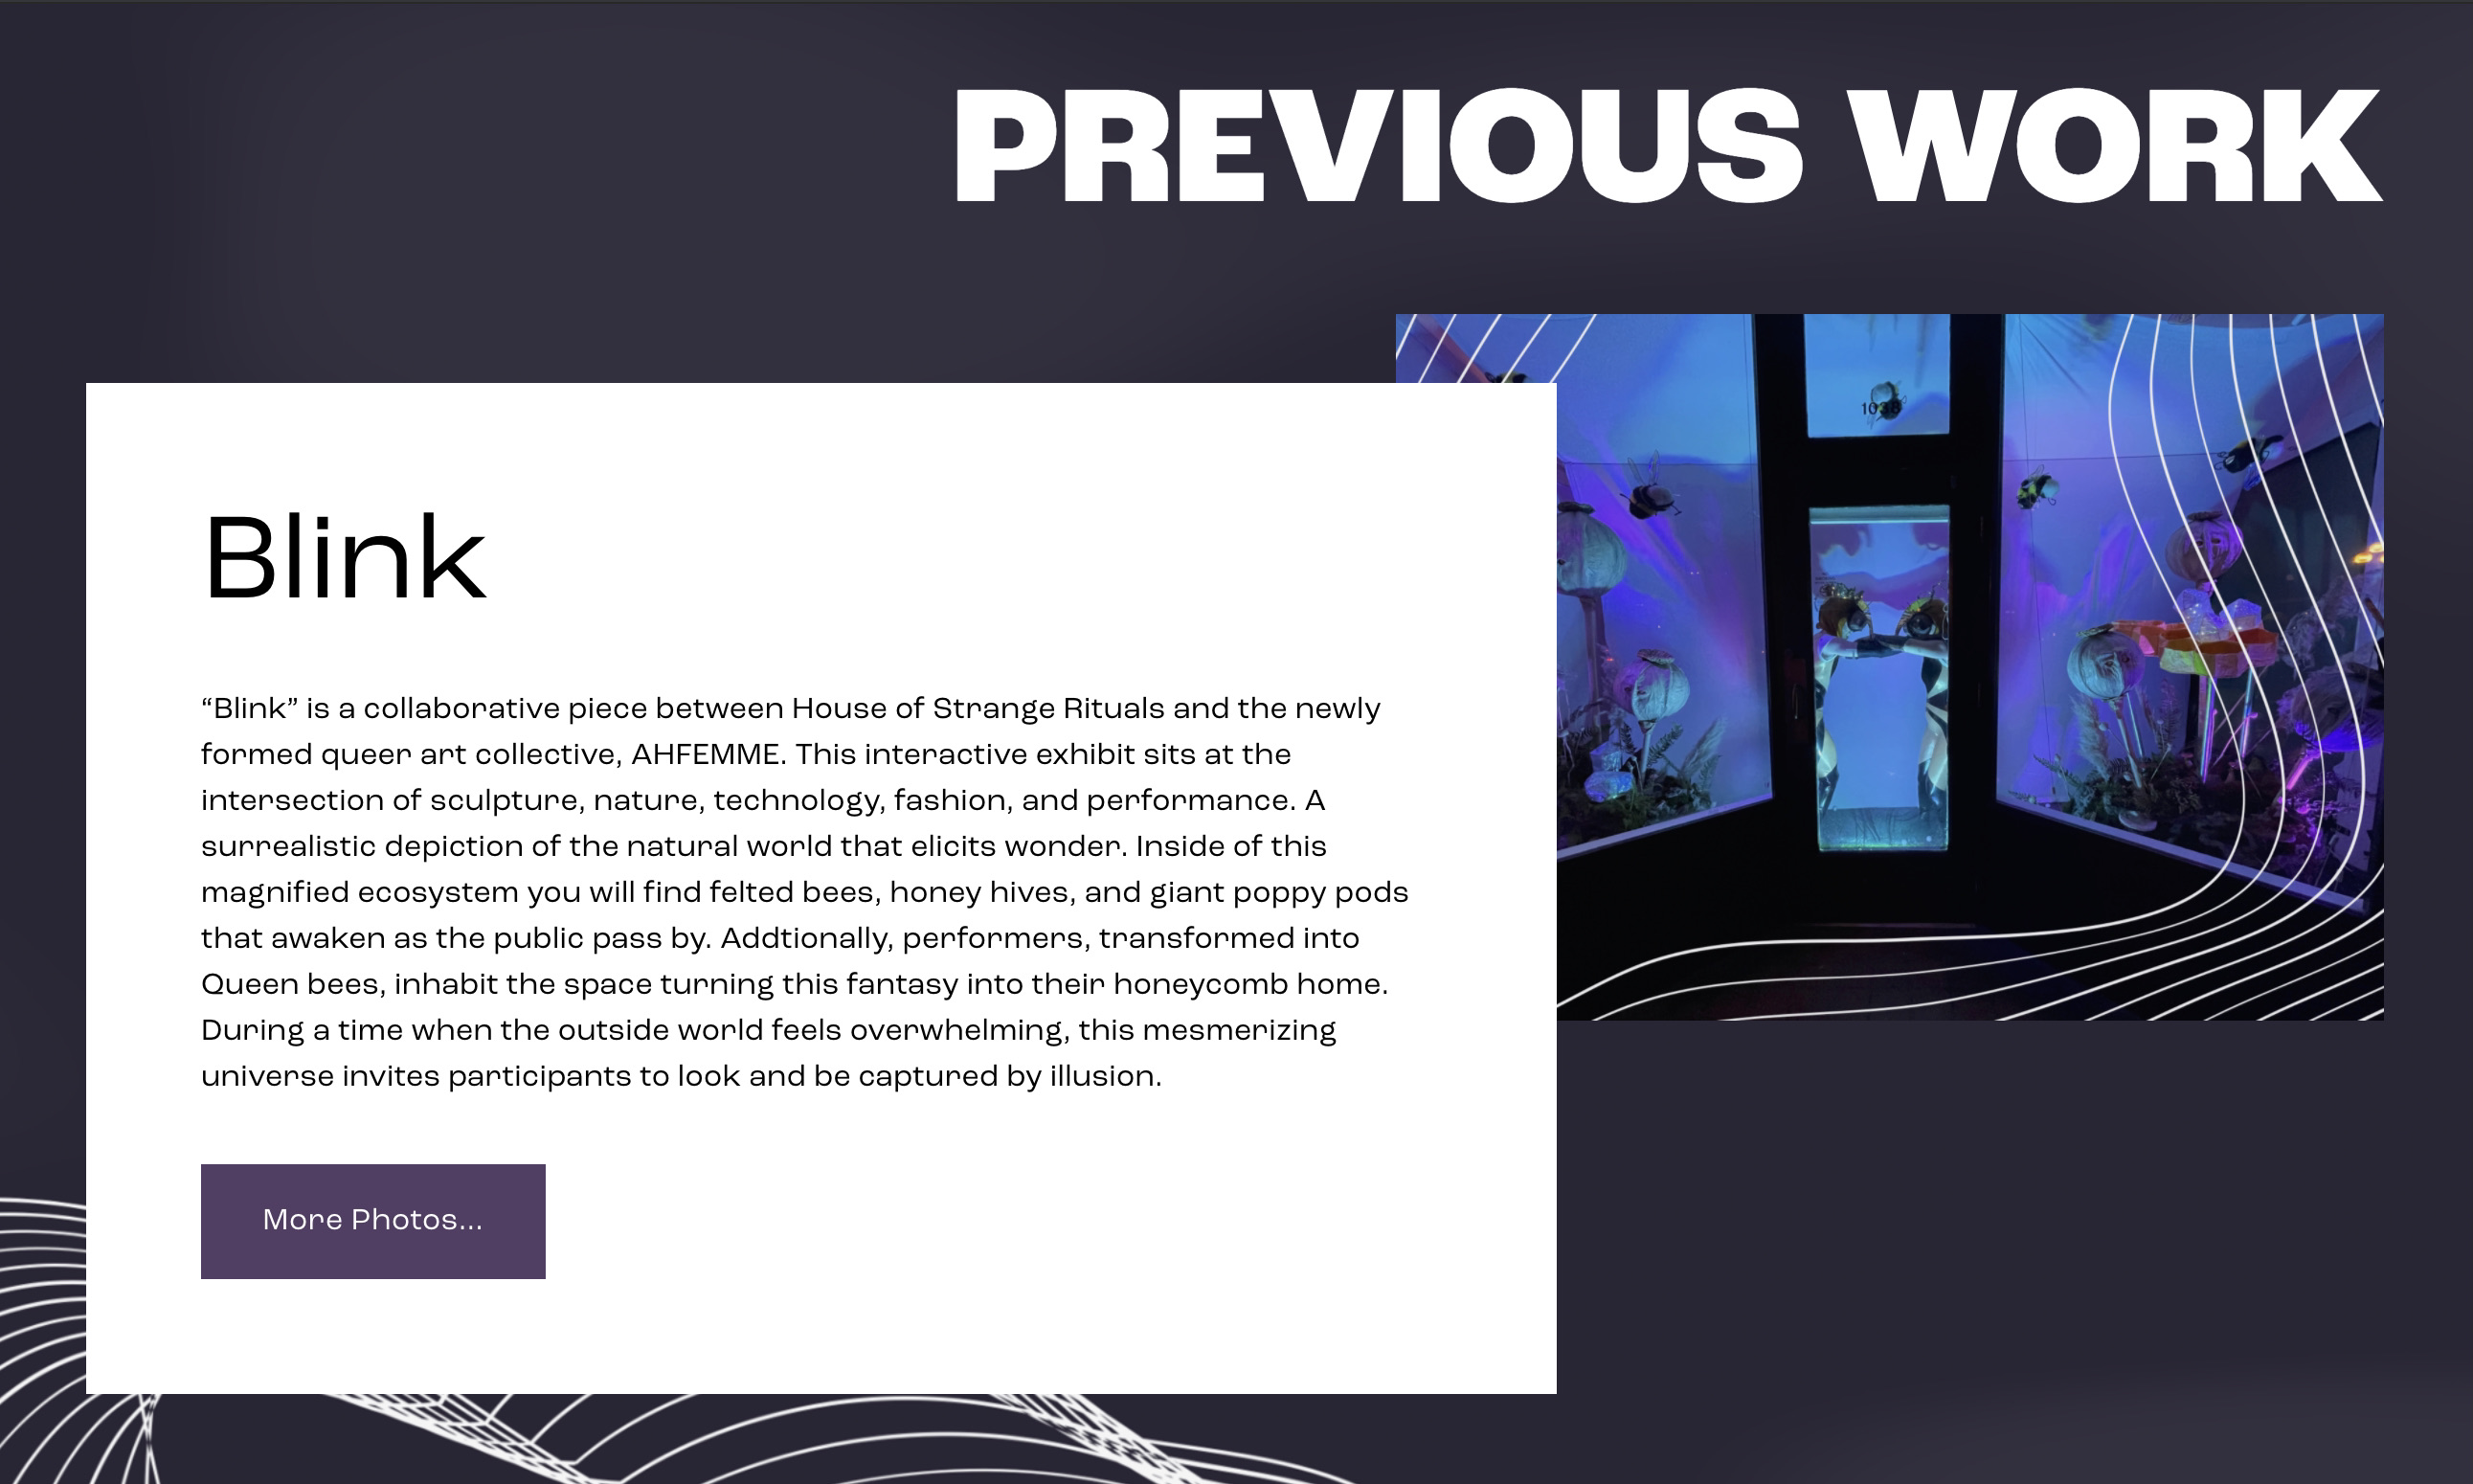 PREVIOUS WORK
1038
Blink
“Blink” is a collaborative piece between House of Strange Rituals and the newly
formed queer art collective, AHFEMME. This interactive exhibit sits at the
intersection of sculpture, nature, technology, fashion, and performance. A
surrealistic depiction of the natural world that elicits wonder. Inside of this
magnified ecosystem you will find felted bees, honey hives, and giant poppy pods
that awaken as the public pass by. Addtionally, performers, transformed into
Queen bees, inhabit the space turning this fantasy into their honeycomb home.
During a time when the outside world feels overwhelming, this mesmerizing
universe invites participants to look and be captured by illusion.
More Photos...